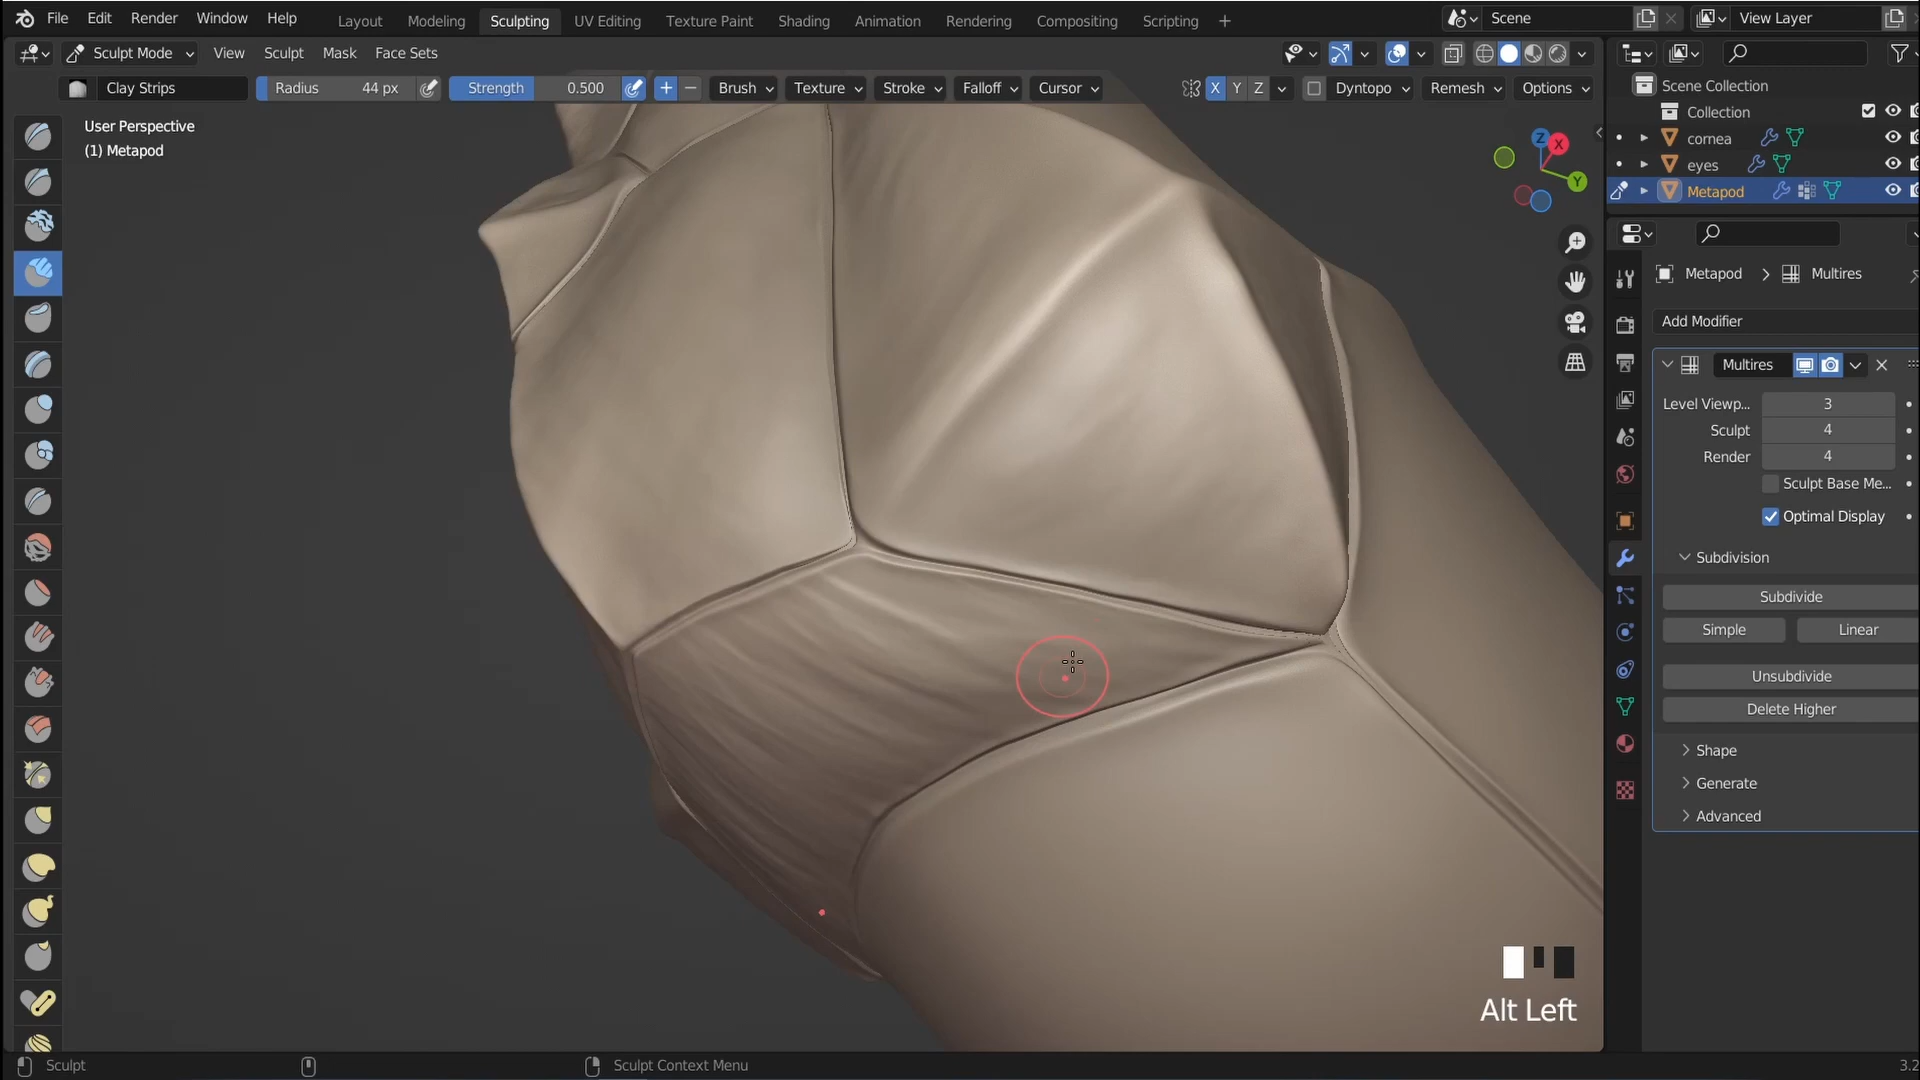 File Edit Render Window Help Layout Modeling Sculpting UV Editing Texture Paint Shading Animation Rendering Compositing Scripting + Scene View Layer
Sculpt Mode View Sculpt Mask Face Sets
Clay Strips Radius 44 px Strength 0.500 Brush Texture Stroke Falloff Cursor X Y Z Dyntopo Remesh Options
User Perspective
(1) Metapod
Z X Y
Scene Collection
Collection
cornea
eyes
Metapod
Metapod > Multires
Add Modifier
Multires
Level Viewp... 3
Sculpt 4
Render 4
Sculpt Base Me...
Optimal Display
Subdivision
Subdivide
Simple Linear
Unsubdivide
Delete Higher
Shape
Generate
Advanced
Alt Left
Sculpt Sculpt Context Menu 3.2